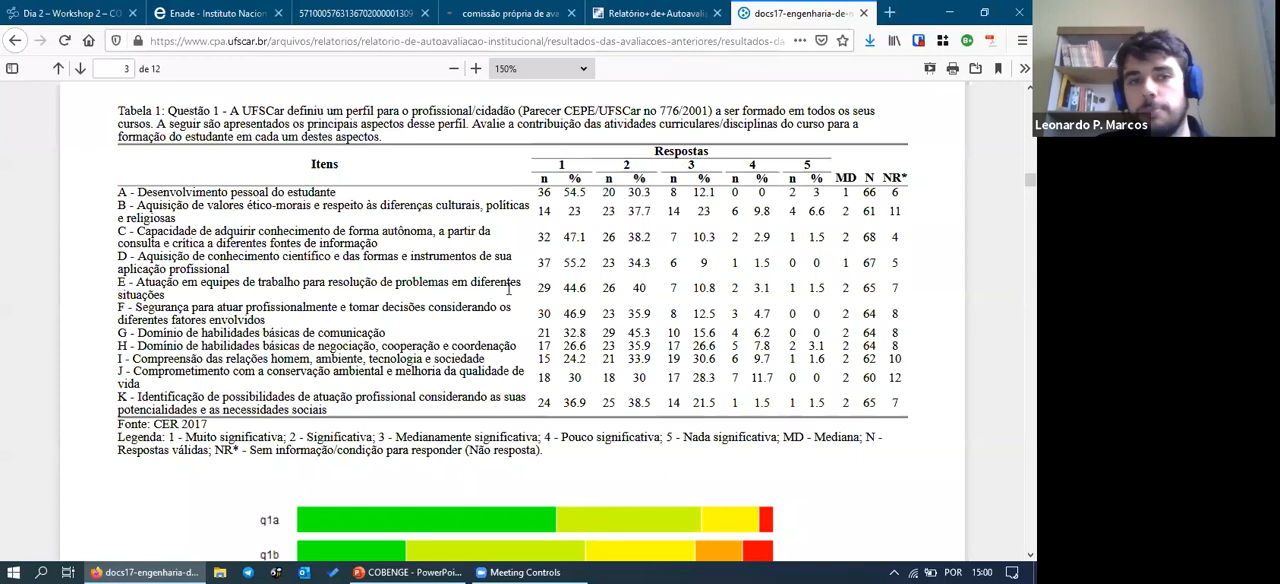 Dia 2 – Workshop 2 – CO
Enade - Instituto Nacion
5710005763136702000001309
comissão própria de ava
Relatório+de+Autoavali
docs17-engenharia-de-
https://www.cpa.ufscar.br/arquivos/relatorios/relatorio-de-autoavaliacao-institucional/resultados-das-avaliacoes-anteriores/resultados-da
3 de 12
150%
Leonardo P. Marcos
Tabela 1: Questão 1 - A UFSCar definiu um perfil para o profissional/cidadão (Parecer CEPE/UFSCar no 776/2001) a ser formado em todos os seus
cursos. A seguir são apresentados os principais aspectos desse perfil. Avalie a contribuição das atividades curriculares/disciplinas do curso para a
formação do estudante em cada um destes aspectos.
Itens Respostas
1 2 3 4 5
n % n % n % n % n % MD N NR*
A - Desenvolvimento pessoal do estudante 36 54.5 20 30.3 8 12.1 0 0 2 3 1 66 6
B - Aquisição de valores ético-morais e respeito às diferenças culturais, políticas
e religiosas 14 23 23 37.7 14 23 6 9.8 4 6.6 2 61 11
C - Capacidade de adquirir conhecimento de forma autônoma, a partir da
consulta e crítica a diferentes fontes de informação 32 47.1 26 38.2 7 10.3 2 2.9 1 1.5 2 68 4
D - Aquisição de conhecimento científico e das formas e instrumentos de sua
aplicação profissional 37 55.2 23 34.3 6 9 1 1.5 0 0 1 67 5
E - Atuação em equipes de trabalho para resolução de problemas em diferentes
situações 29 44.6 26 40 7 10.8 2 3.1 1 1.5 2 65 7
F - Segurança para atuar profissionalmente e tomar decisões considerando os
diferentes fatores envolvidos 30 46.9 23 35.9 8 12.5 3 4.7 0 0 2 64 8
G - Domínio de habilidades básicas de comunicação 21 32.8 29 45.3 10 15.6 4 6.2 0 0 2 64 8
H - Domínio de habilidades básicas de negociação, cooperação e coordenação 17 26.6 23 35.9 17 26.6 5 7.8 2 3.1 2 64 8
I - Compreensão das relações homem, ambiente, tecnologia e sociedade 15 24.2 21 33.9 19 30.6 6 9.7 1 1.6 2 62 10
J - Comprometimento com a conservação ambiental e melhoria da qualidade de
vida 18 30 18 30 17 28.3 7 11.7 0 0 2 60 12
K - Identificação de possibilidades de atuação profissional considerando as suas
potencialidades e as necessidades sociais 24 36.9 25 38.5 14 21.5 1 1.5 1 1.5 2 65 7
Fonte: CER 2017
Legenda: 1 - Muito significativa; 2 - Significativa; 3 - Medianamente significativa; 4 - Pouco significativa; 5 - Nada significativa; MD - Mediana; N -
Respostas válidas; NR* - Sem informação/condição para responder (Não resposta).
q1a
q1b
docs17-engenharia-d...
COBENGE - PowerPoi...
Meeting Controls
POR 15:00